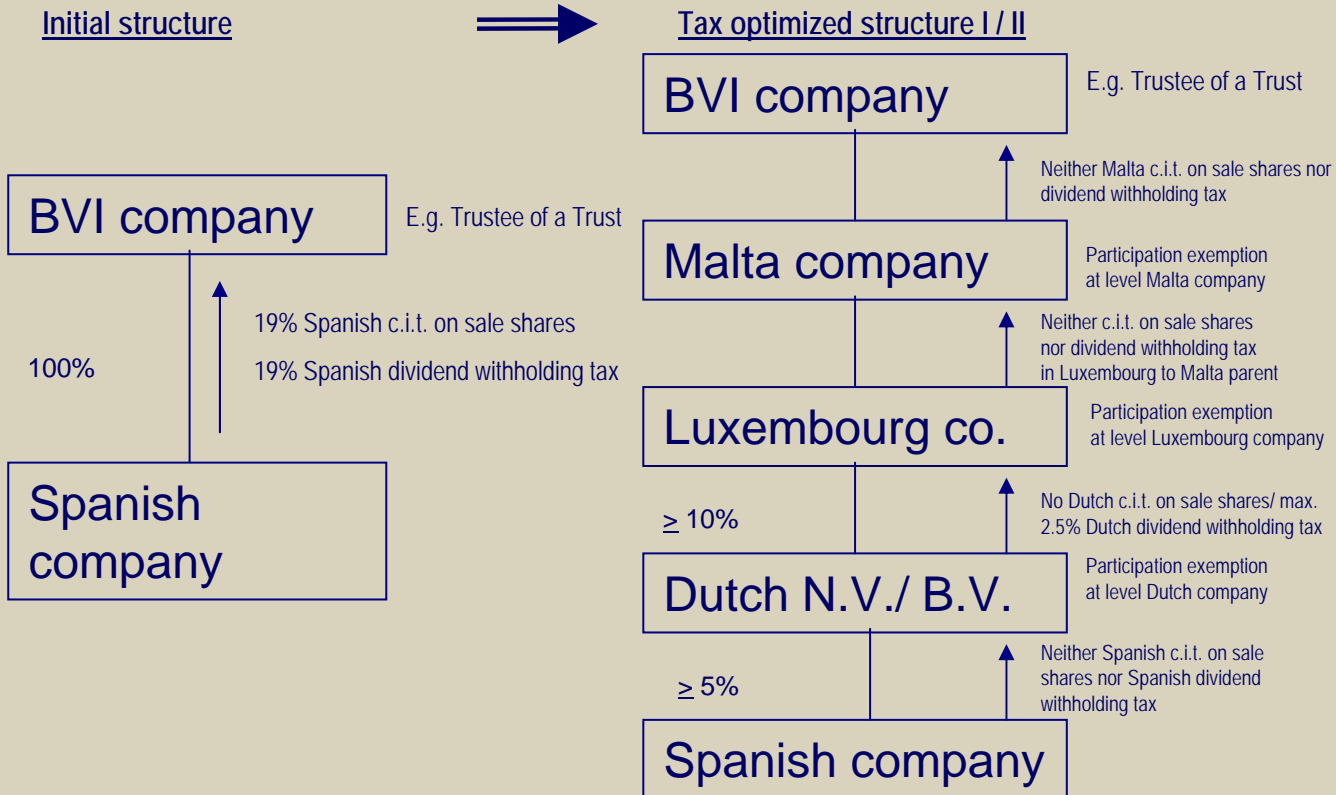 Initial structure
Tax optimized structure I / II
BVI company
E.g. Trustee of a Trust
19% Spanish c.i.t. on sale shares
19% Spanish dividend withholding tax
100%
Spanish
company
BVI company
E.g. Trustee of a Trust
Neither Malta c.i.t. on sale shares nor
dividend withholding tax
Malta company
Participation exemption
at level Malta company
Neither c.i.t. on sale shares
nor dividend withholding tax
in Luxembourg to Malta parent
Luxembourg co.
Participation exemption
at level Luxembourg company
≥ 10%
No Dutch c.i.t. on sale shares/ max.
2.5% Dutch dividend withholding tax
Dutch N.V./ B.V.
Participation exemption
at level Dutch company
≥ 5%
Neither Spanish c.i.t. on sale
shares nor Spanish dividend
withholding tax
Spanish company